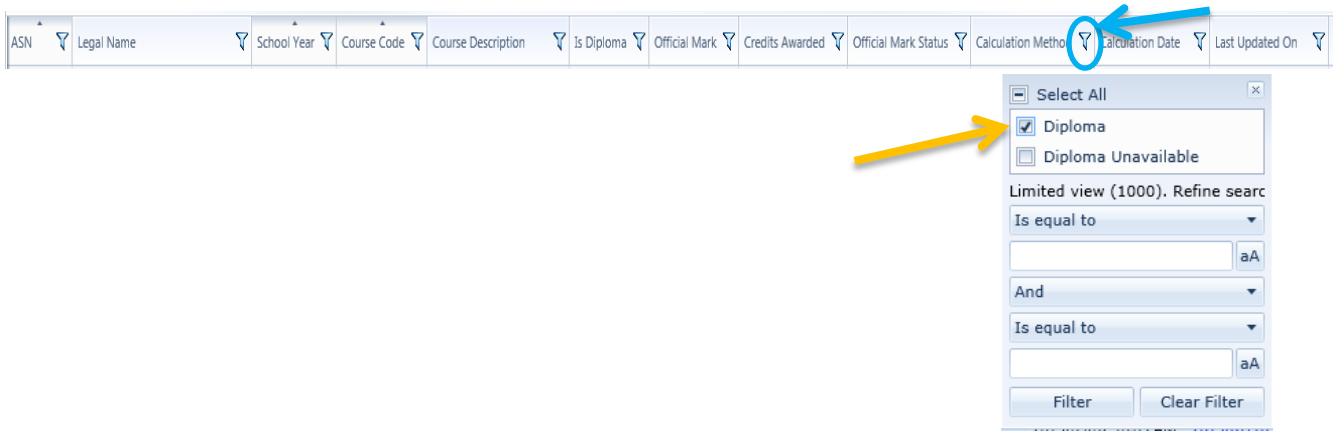 ASN Legal Name School Year Course Code Course Description Is Diploma Official Mark Credits Awarded Official Mark Status Calculation Metho Calculation Date Last Updated On
Select All
Diploma
Diploma Unavailable
Limited view (1000). Refine searc
Is equal to
aA
And
Is equal to
aA
Filter Clear Filter